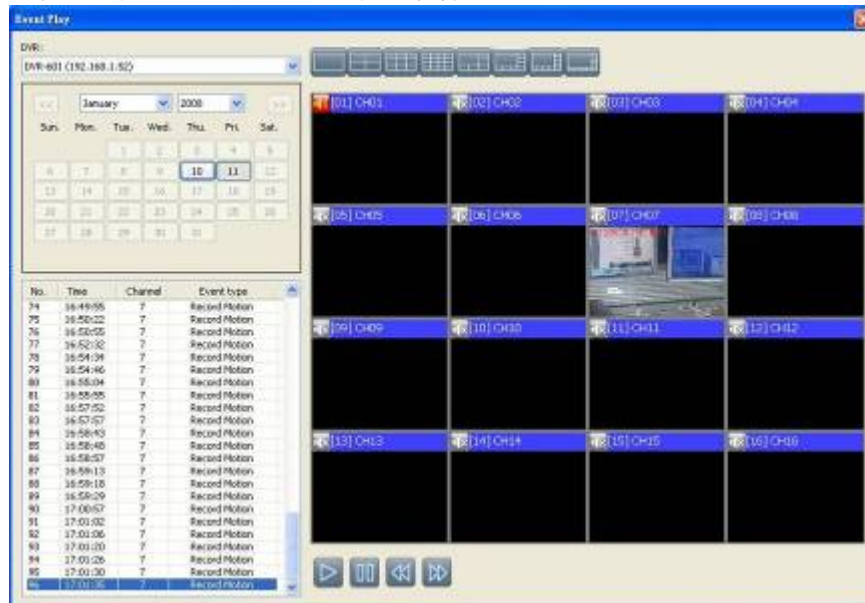 Event Play
DVR:
DVR-601 (192.168.1.52)
<< January 2008 >>
Sun. Mon. Tue. Wed. Thu. Fri. Sat.
1 2 3 4 5
6 7 8 9 10 11 12
13 14 15 16 17 18 19
20 21 22 23 24 25 26
27 28 29 30 31
No. Time Channel Event type
74 16:49:55 7 Record Motion
75 16:50:22 7 Record Motion
76 16:50:55 7 Record Motion
77 16:52:32 7 Record Motion
78 16:54:34 7 Record Motion
79 16:54:46 7 Record Motion
80 16:55:04 7 Record Motion
81 16:55:55 7 Record Motion
82 16:57:52 7 Record Motion
83 16:57:57 7 Record Motion
84 16:58:43 7 Record Motion
85 16:58:48 7 Record Motion
86 16:58:57 7 Record Motion
87 16:59:13 7 Record Motion
88 16:59:18 7 Record Motion
89 16:59:29 7 Record Motion
90 17:00:57 7 Record Motion
91 17:01:02 7 Record Motion
92 17:01:06 7 Record Motion
93 17:01:20 7 Record Motion
94 17:01:26 7 Record Motion
95 17:01:30 7 Record Motion
96 17:01:35 7 Record Motion
[01] CH01 [02] CH02 [03] CH03 [04] CH04
[05] CH05 [06] CH06 [07] CH07 [08] CH08
[09] CH09 [10] CH10 [11] CH11 [12] CH12
[13] CH13 [14] CH14 [15] CH15 [16] CH16